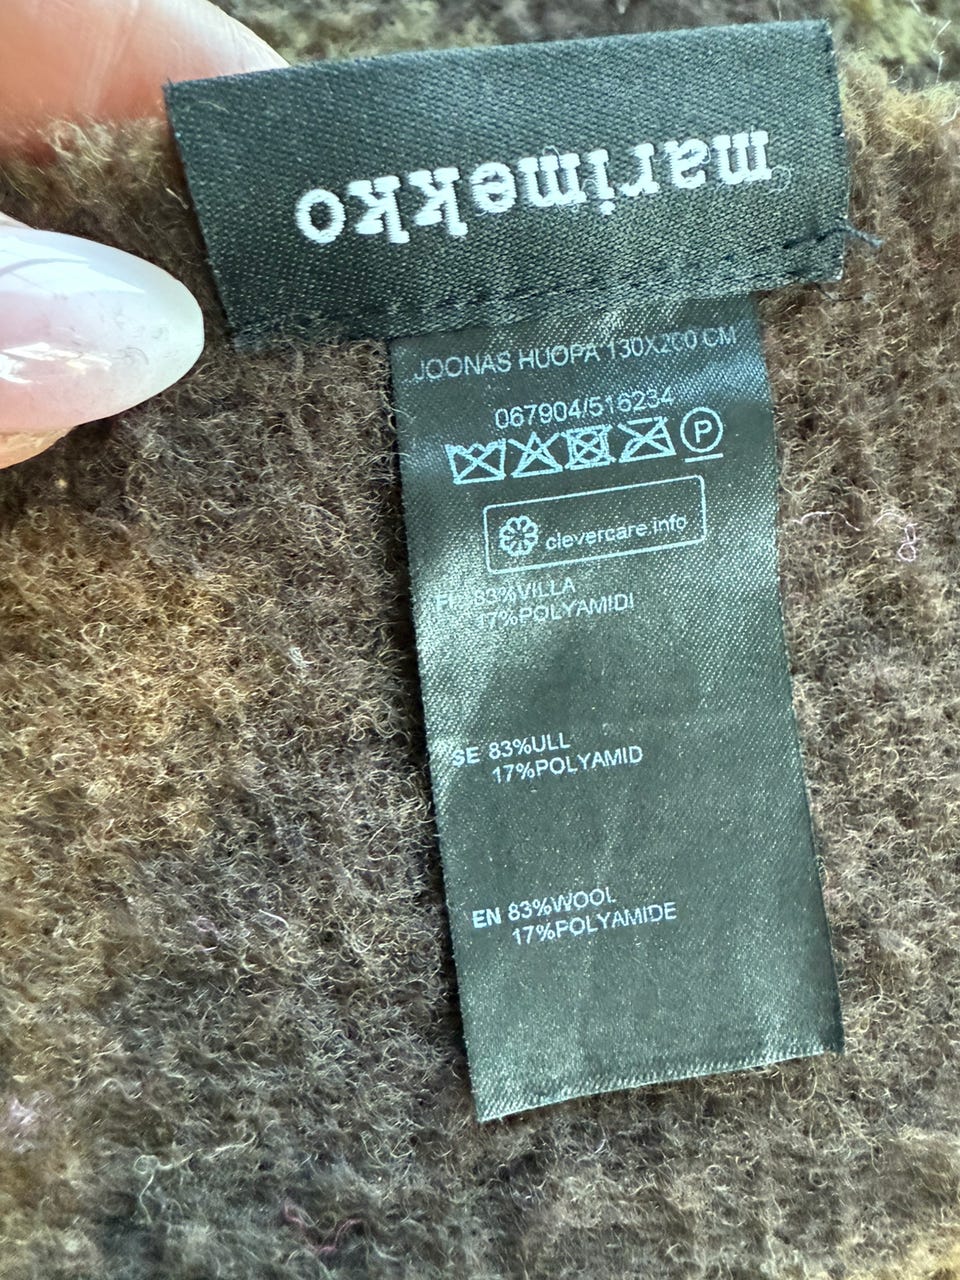 marimekko
JOONAS HUOPA 130X200 CM
067904/516234
P
clevercare.info
FI 83%VILLA
17%POLYAMIDI
SE 83%ULL
17%POLYAMID
EN 83%WOOL
17%POLYAMIDE